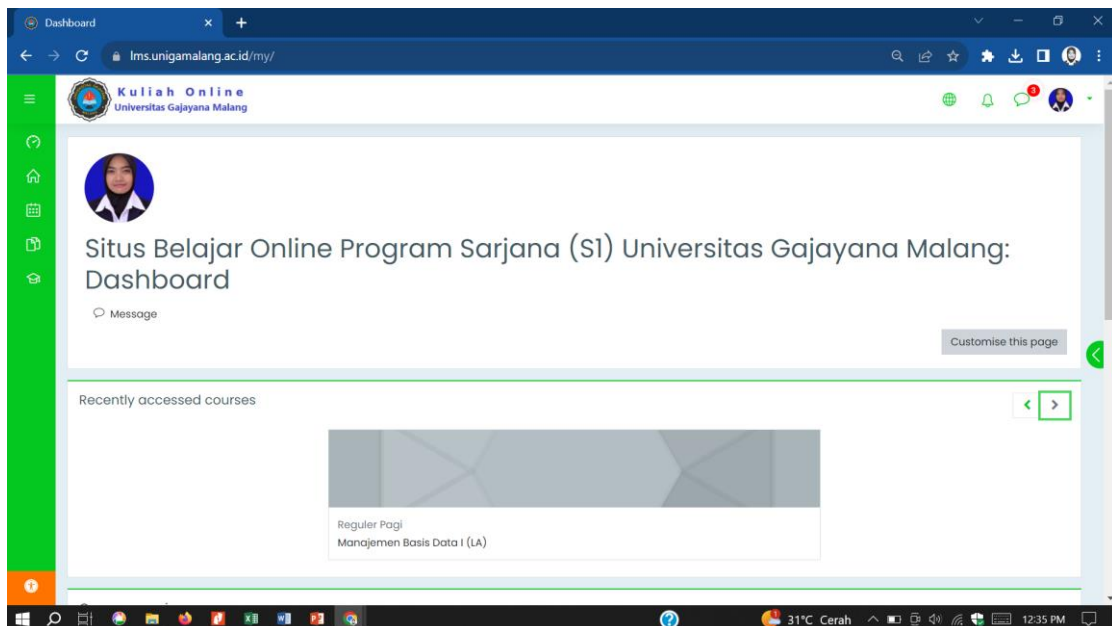 Dashboard
lms.unigamalang.ac.id/my/
Kuliah Online
Universitas Gajayana Malang
3
Situs Belajar Online Program Sarjana (S1) Universitas Gajayana Malang:
Dashboard
Message
Customise this page
Recently accessed courses
Reguler Pagi
Manajemen Basis Data I (LA)
31°C Cerah
12:35 PM